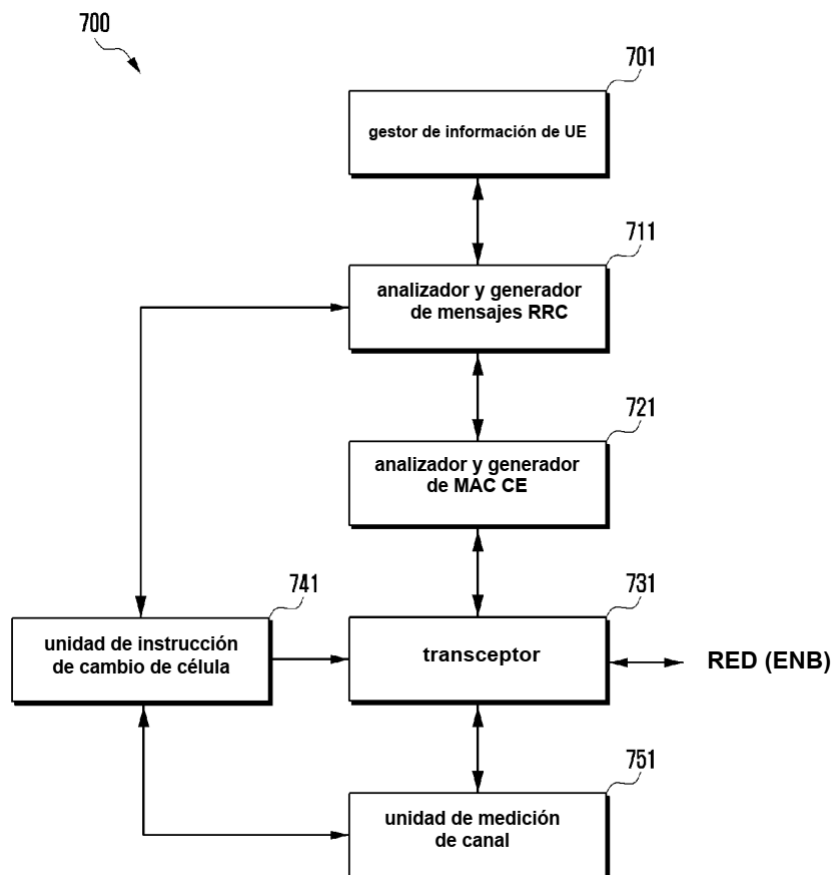 700
701
gestor de información de UE
711
analizador y generador
de mensajes RRC
721
analizador y generador
de MAC CE
741
unidad de instrucción
de cambio de célula
731
transceptor
RED (ENB)
751
unidad de medición
de canal